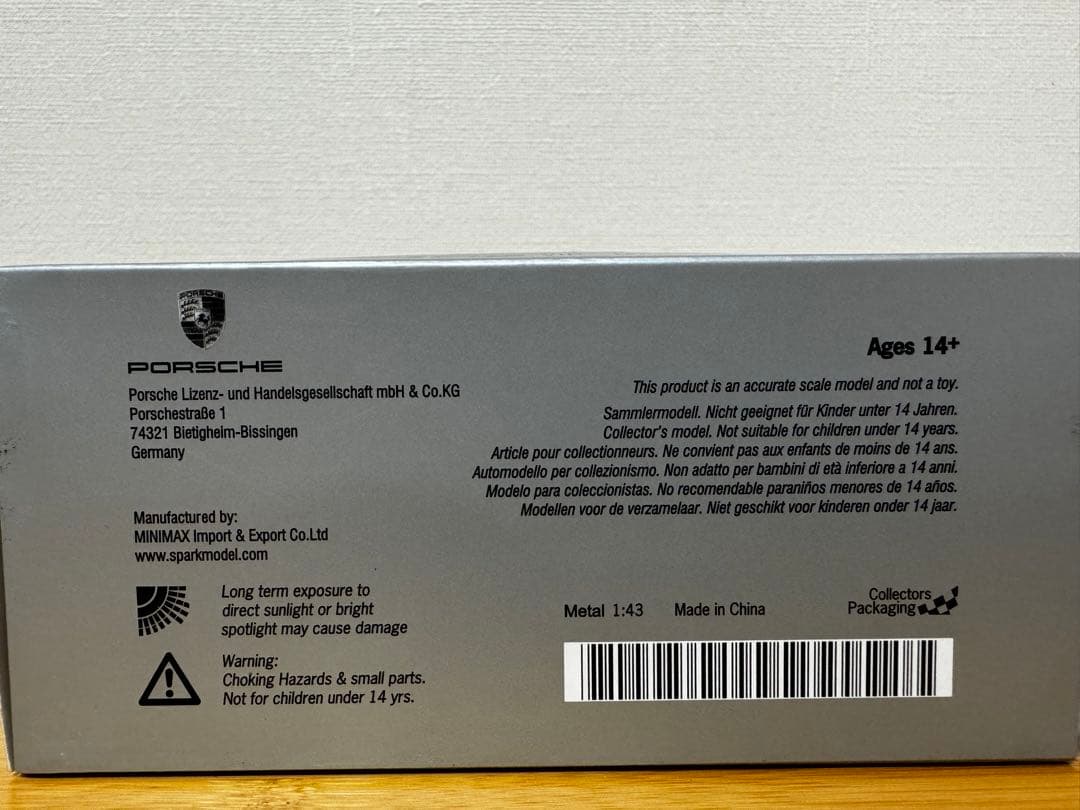 PORSCHE
PORSCHE
Porsche Lizenz- und Handelsgesellschaft mbH & Co.KG
Porschestraße 1
74321 Bietigheim-Bissingen
Germany
Manufactured by:
MINIMAX Import & Export Co.Ltd
www.sparkmodel.com
Long term exposure to
direct sunlight or bright
spotlight may cause damage
Warning:
Choking Hazards & small parts.
Not for children under 14 yrs.
Ages 14+
This product is an accurate scale model and not a toy.
Sammlermodell. Nicht geeignet für Kinder unter 14 Jahren.
Collector's model. Not suitable for children under 14 years.
Article pour collectionneurs. Ne convient pas aux enfants de moins de 14 ans.
Automodello per collezionismo. Non adatto per bambini di età inferiore a 14 anni.
Modelo para coleccionistas. No recomendable paraniños menores de 14 años.
Modellen voor de verzamelaar. Niet geschikt voor kinderen onder 14 jaar.
Metal 1:43 Made in China
Collectors
Packaging